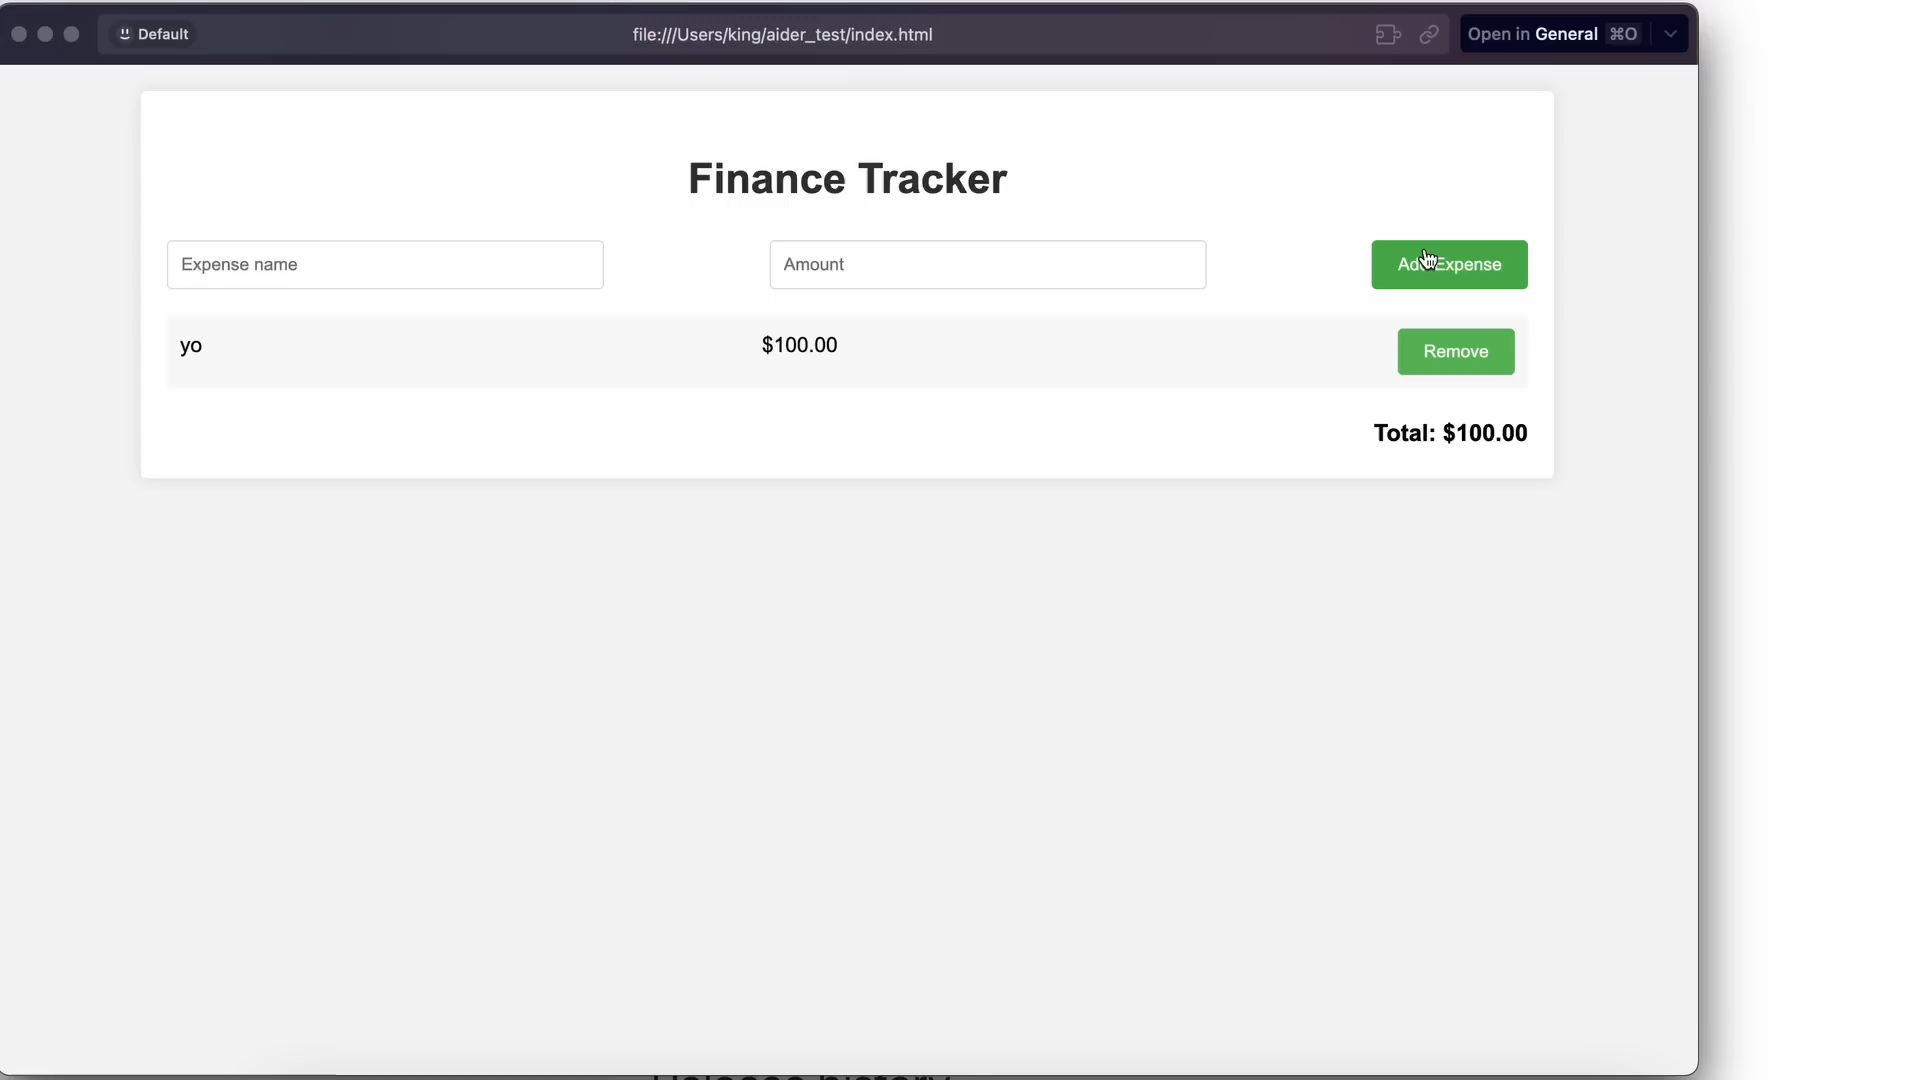 Default
file:///Users/king/aider_test/index.html
Open in General ⌘O
Finance Tracker
Expense name
Amount
Add Expense
yo
$100.00
Remove
Total: $100.00